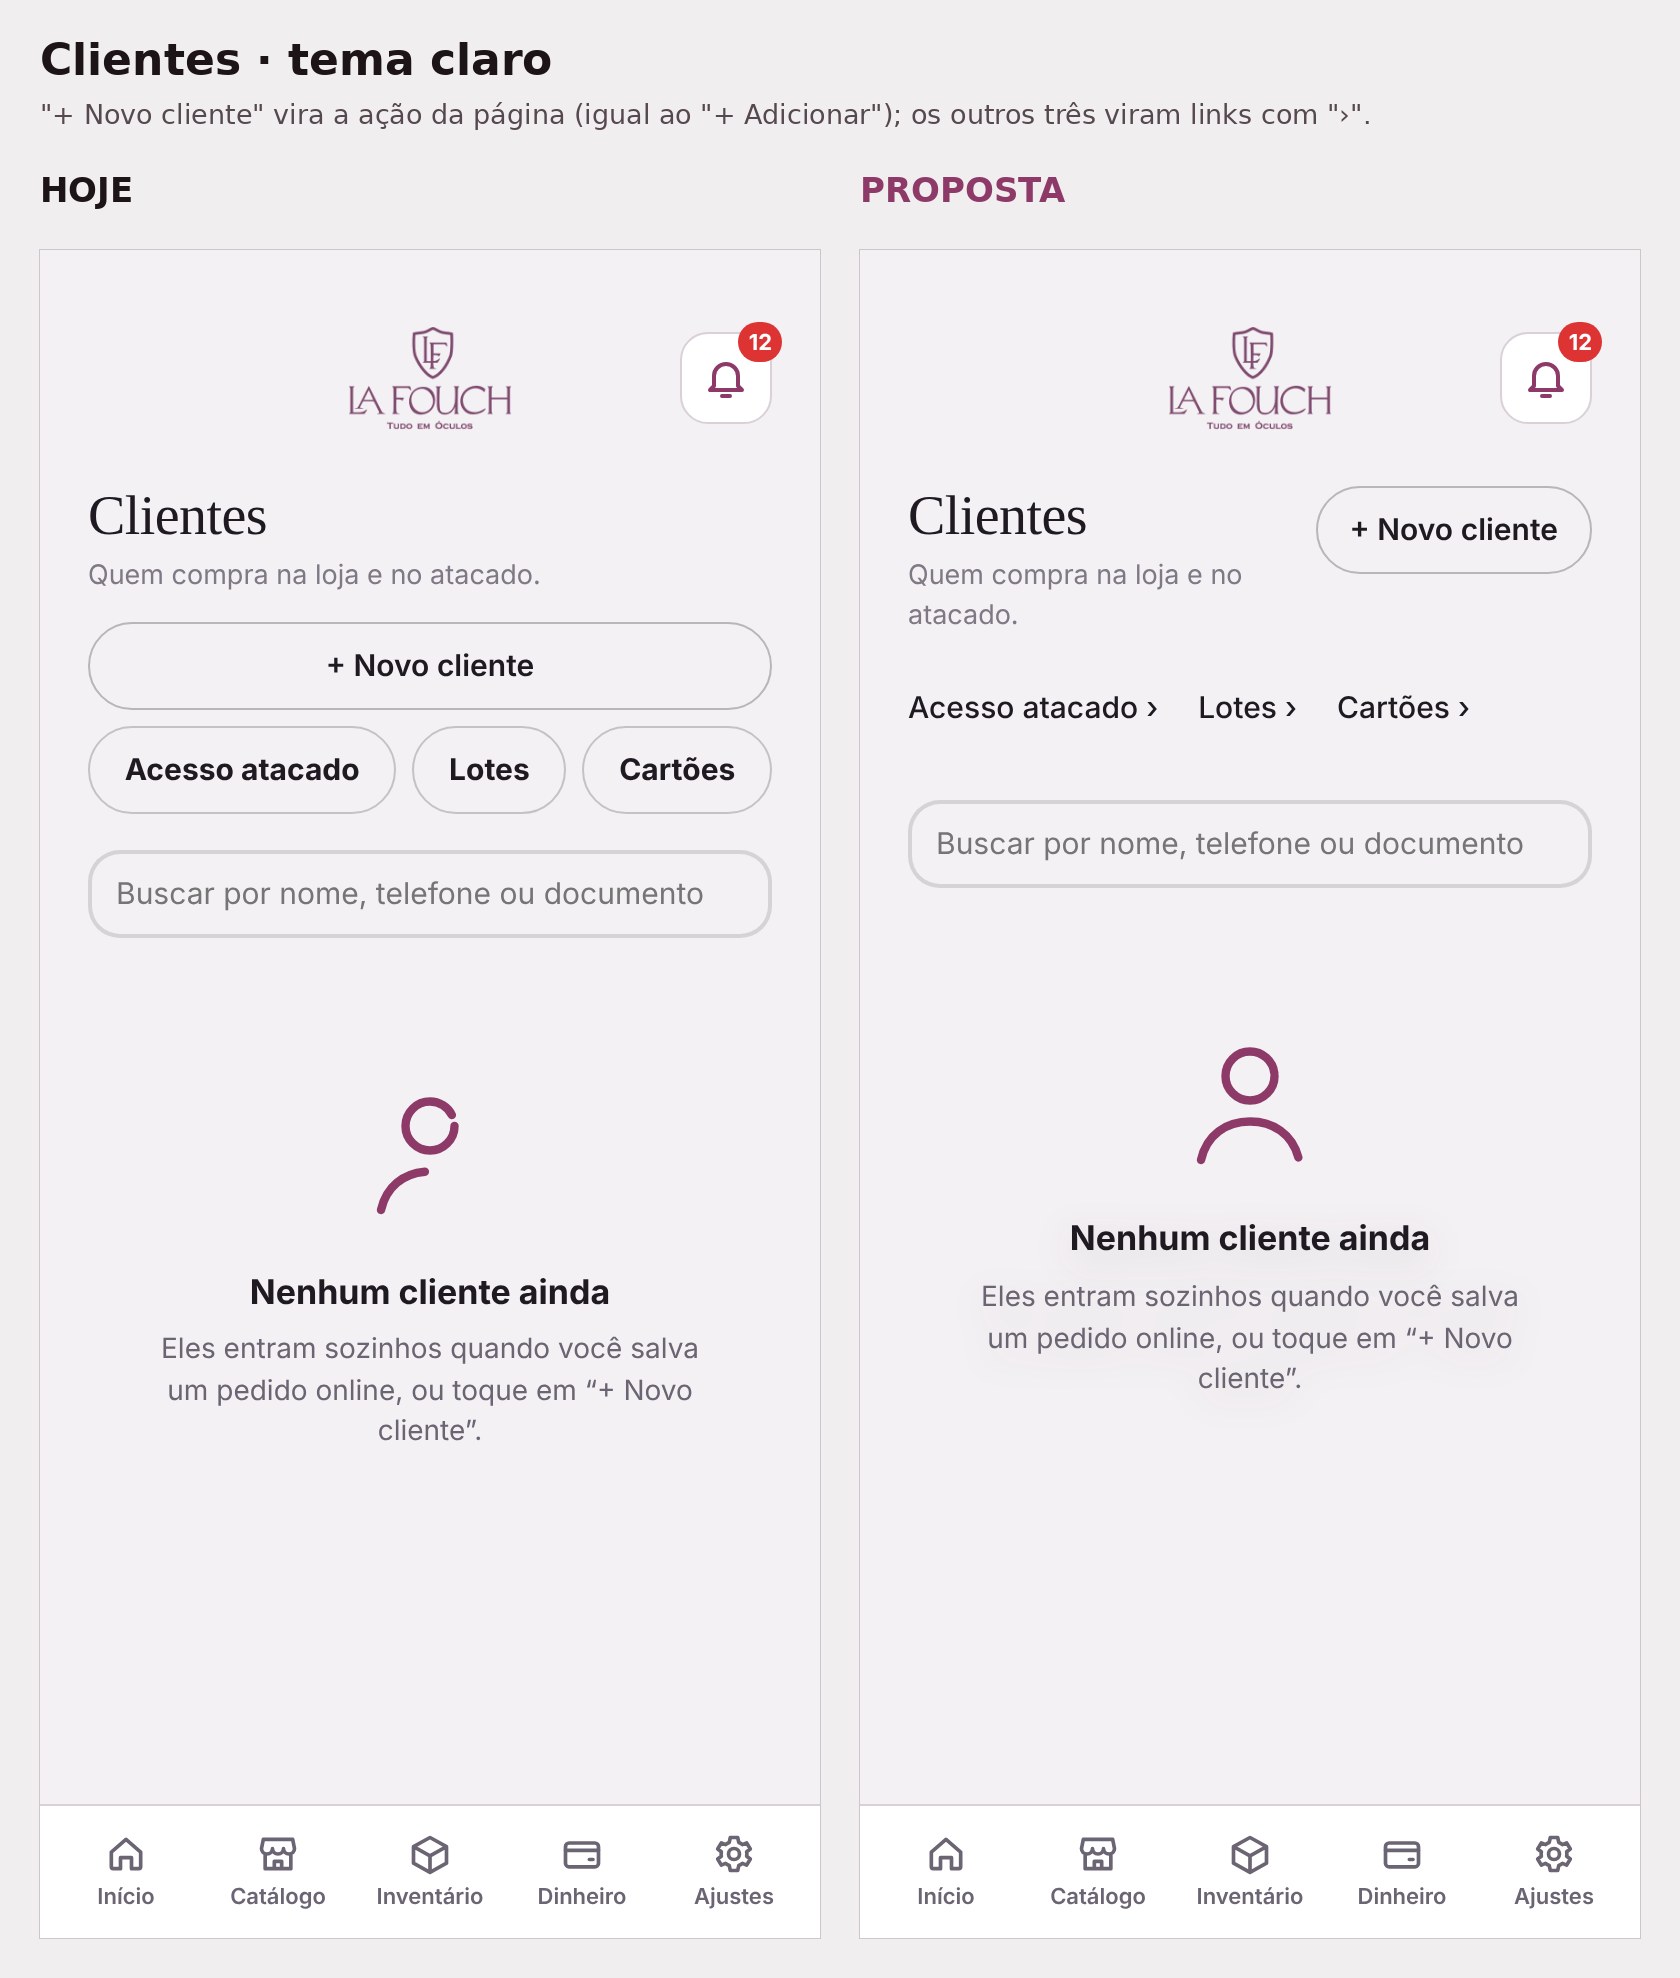 Clientes · tema claro
"+ Novo cliente" vira a ação da página (igual ao "+ Adicionar"); os outros três viram links com "›".
HOJE
LF
LA FOUCH
TUDO EM ÓCULOS
12
Clientes
Quem compra na loja e no atacado.
+ Novo cliente
Acesso atacado
Lotes
Cartões
Buscar por nome, telefone ou documento
Nenhum cliente ainda
Eles entram sozinhos quando você salva
um pedido online, ou toque em “+ Novo
cliente”.
Início
Catálogo
Inventário
Dinheiro
Ajustes
PROPOSTA
LF
LA FOUCH
TUDO EM ÓCULOS
12
Clientes
+ Novo cliente
Quem compra na loja e no
atacado.
Acesso atacado ›
Lotes ›
Cartões ›
Buscar por nome, telefone ou documento
Nenhum cliente ainda
Eles entram sozinhos quando você salva
um pedido online, ou toque em “+ Novo
cliente”.
Início
Catálogo
Inventário
Dinheiro
Ajustes